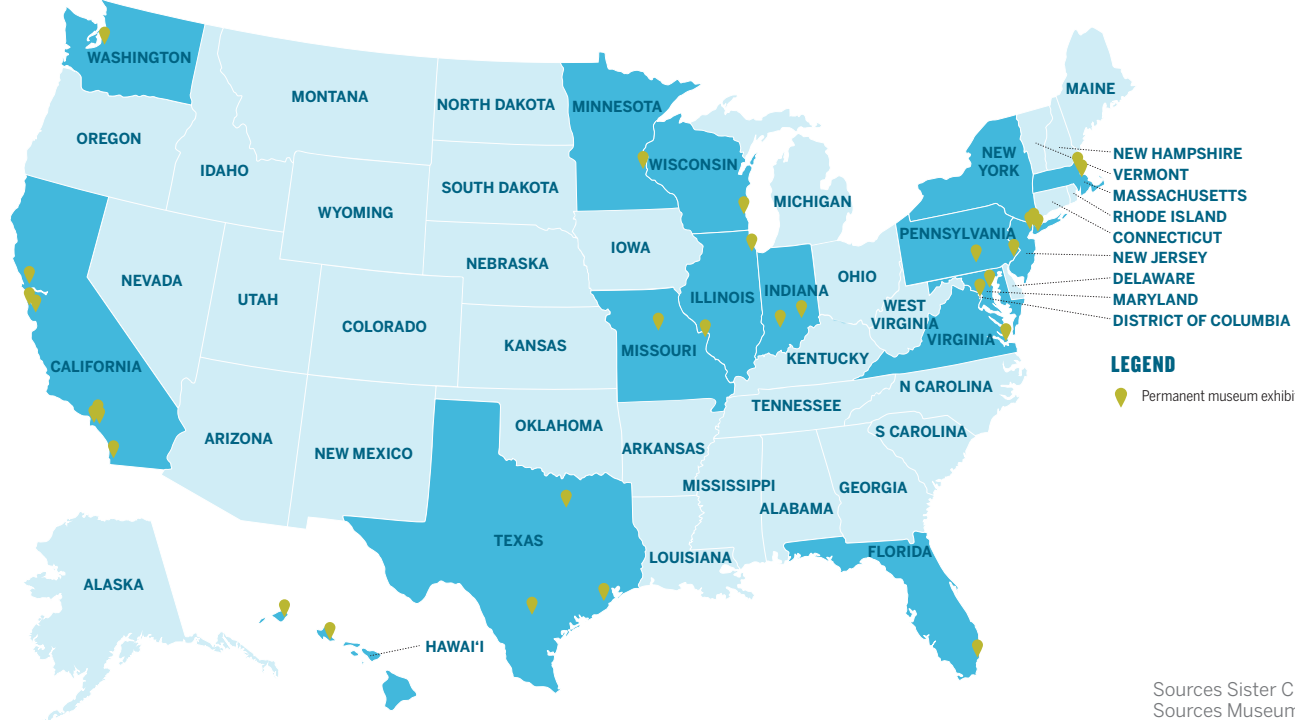 WASHINGTON
MONTANA
NORTH DAKOTA
MINNESOTA
MAINE
OREGON
IDAHO
WISCONSIN
NEW
YORK
NEW HAMPSHIRE
VERMONT
MASSACHUSETTS
RHODE ISLAND
CONNECTICUT
NEW JERSEY
DELAWARE
MARYLAND
DISTRICT OF COLUMBIA
SOUTH DAKOTA
WYOMING
MICHIGAN
IOWA
PENNSYLVANIA
NEBRASKA
NEVADA
UTAH
OHIO
INDIANA
ILLINOIS
WEST
VIRGINIA
VIRGINIA
COLORADO
KANSAS
MISSOURI
KENTUCKY
CALIFORNIA
LEGEND
Permanent museum exhibi
N CAROLINA
TENNESSEE
S CAROLINA
OKLAHOMA
ARIZONA
NEW MEXICO
ARKANSAS
MISSISSIPPI
ALABAMA
GEORGIA
TEXAS
LOUISIANA
FLORIDA
ALASKA
HAWAI‘I
Sources Sister C
Sources Museum